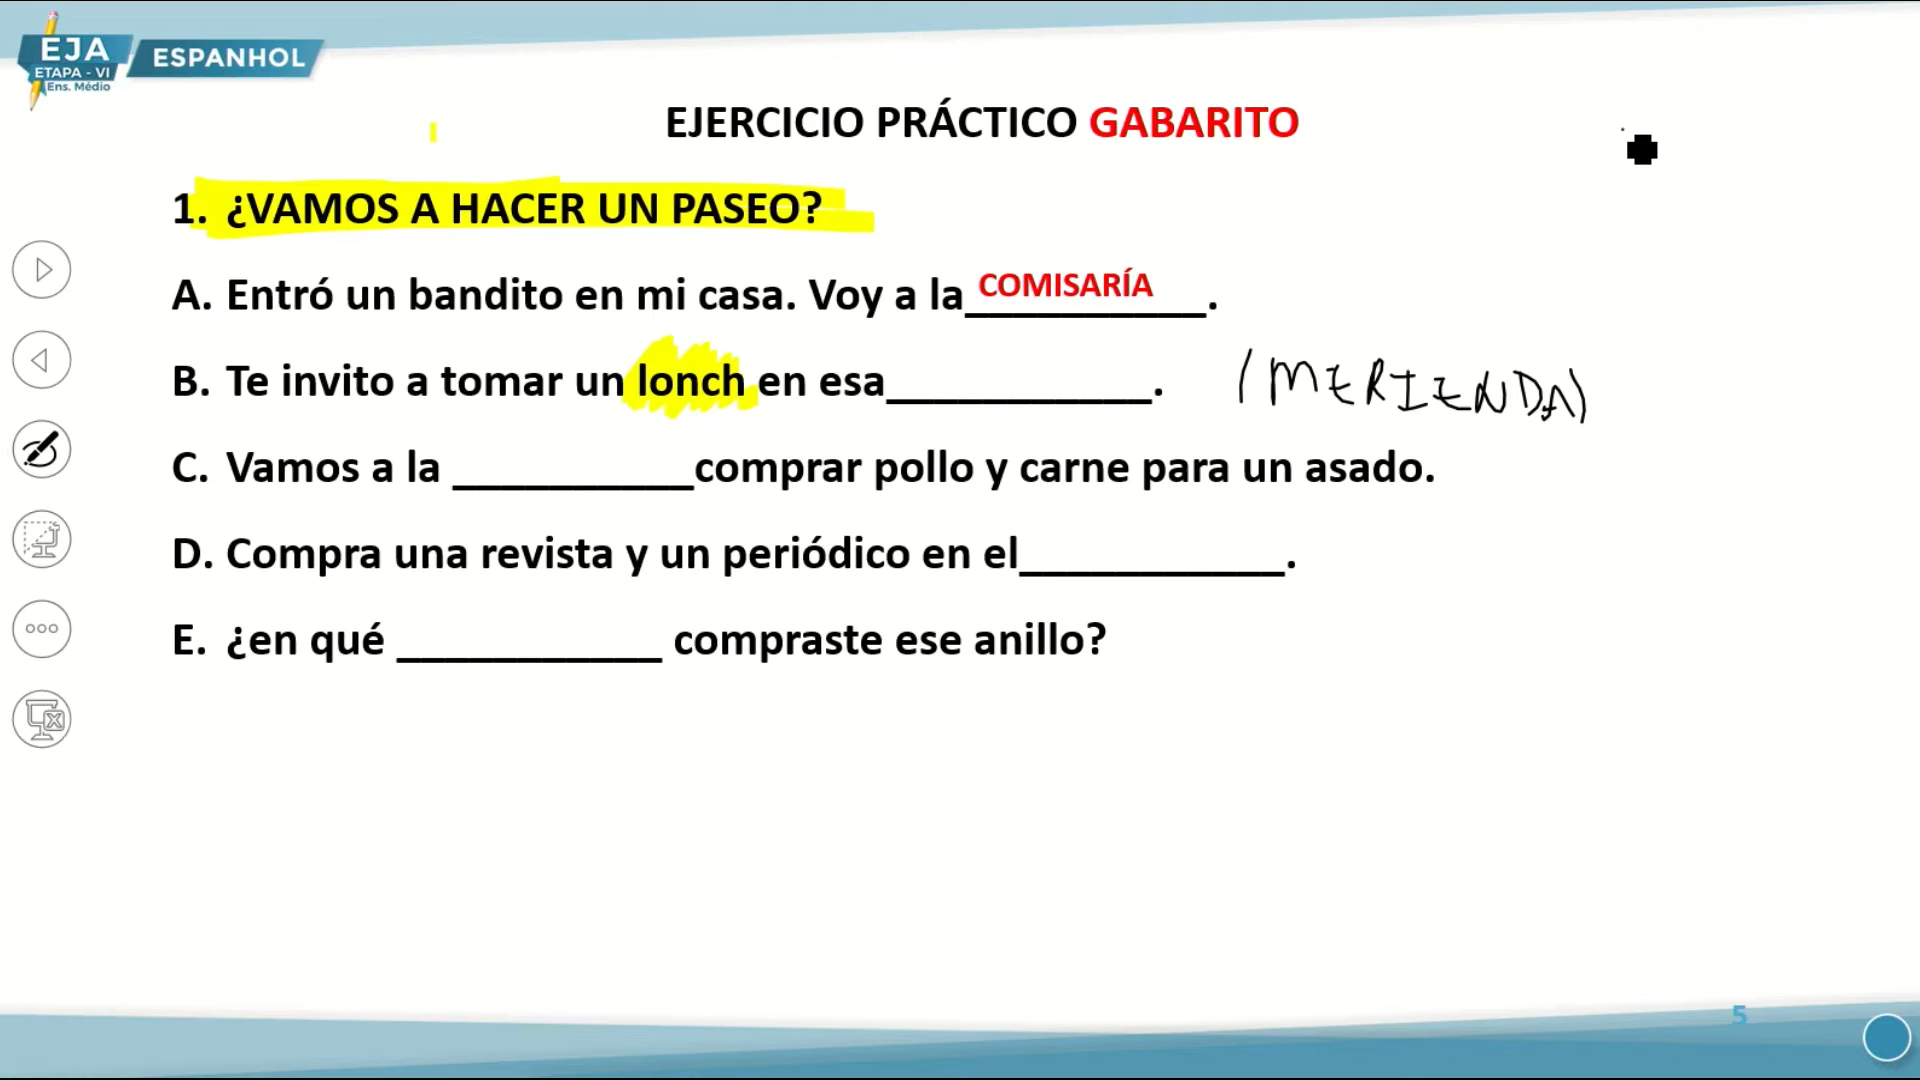 EJA
ETAPA - VI
Ens. Médio
ESPANHOL
EJERCICIO PRÁCTICO GABARITO
1. ¿VAMOS A HACER UN PASEO?
A. Entró un bandito en mi casa. Voy a la COMISARÍA__________.
B. Te invito a tomar un lonch en esa___________. (MERIENDA)
C. Vamos a la __________comprar pollo y carne para un asado.
D. Compra una revista y un periódico en el___________.
E. ¿en qué ___________ compraste ese anillo?
5